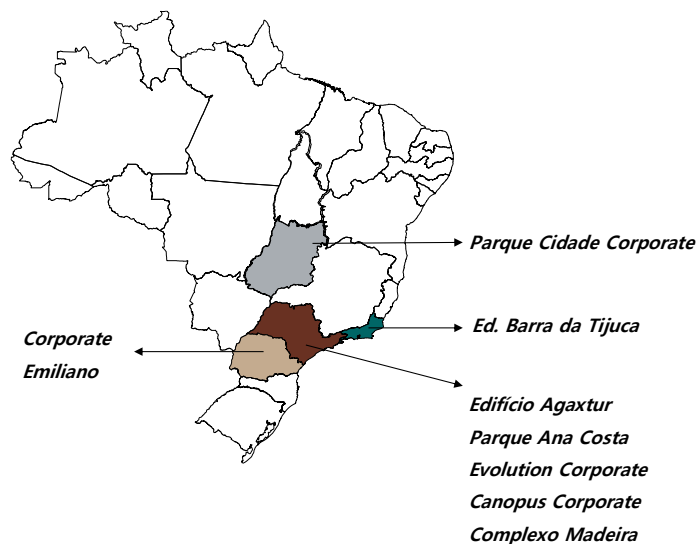 Parque Cidade Corporate
Ed. Barra da Tijuca
Corporate
Emiliano
Edifício Agaxtur
Parque Ana Costa
Evolution Corporate
Canopus Corporate
Complexo Madeira